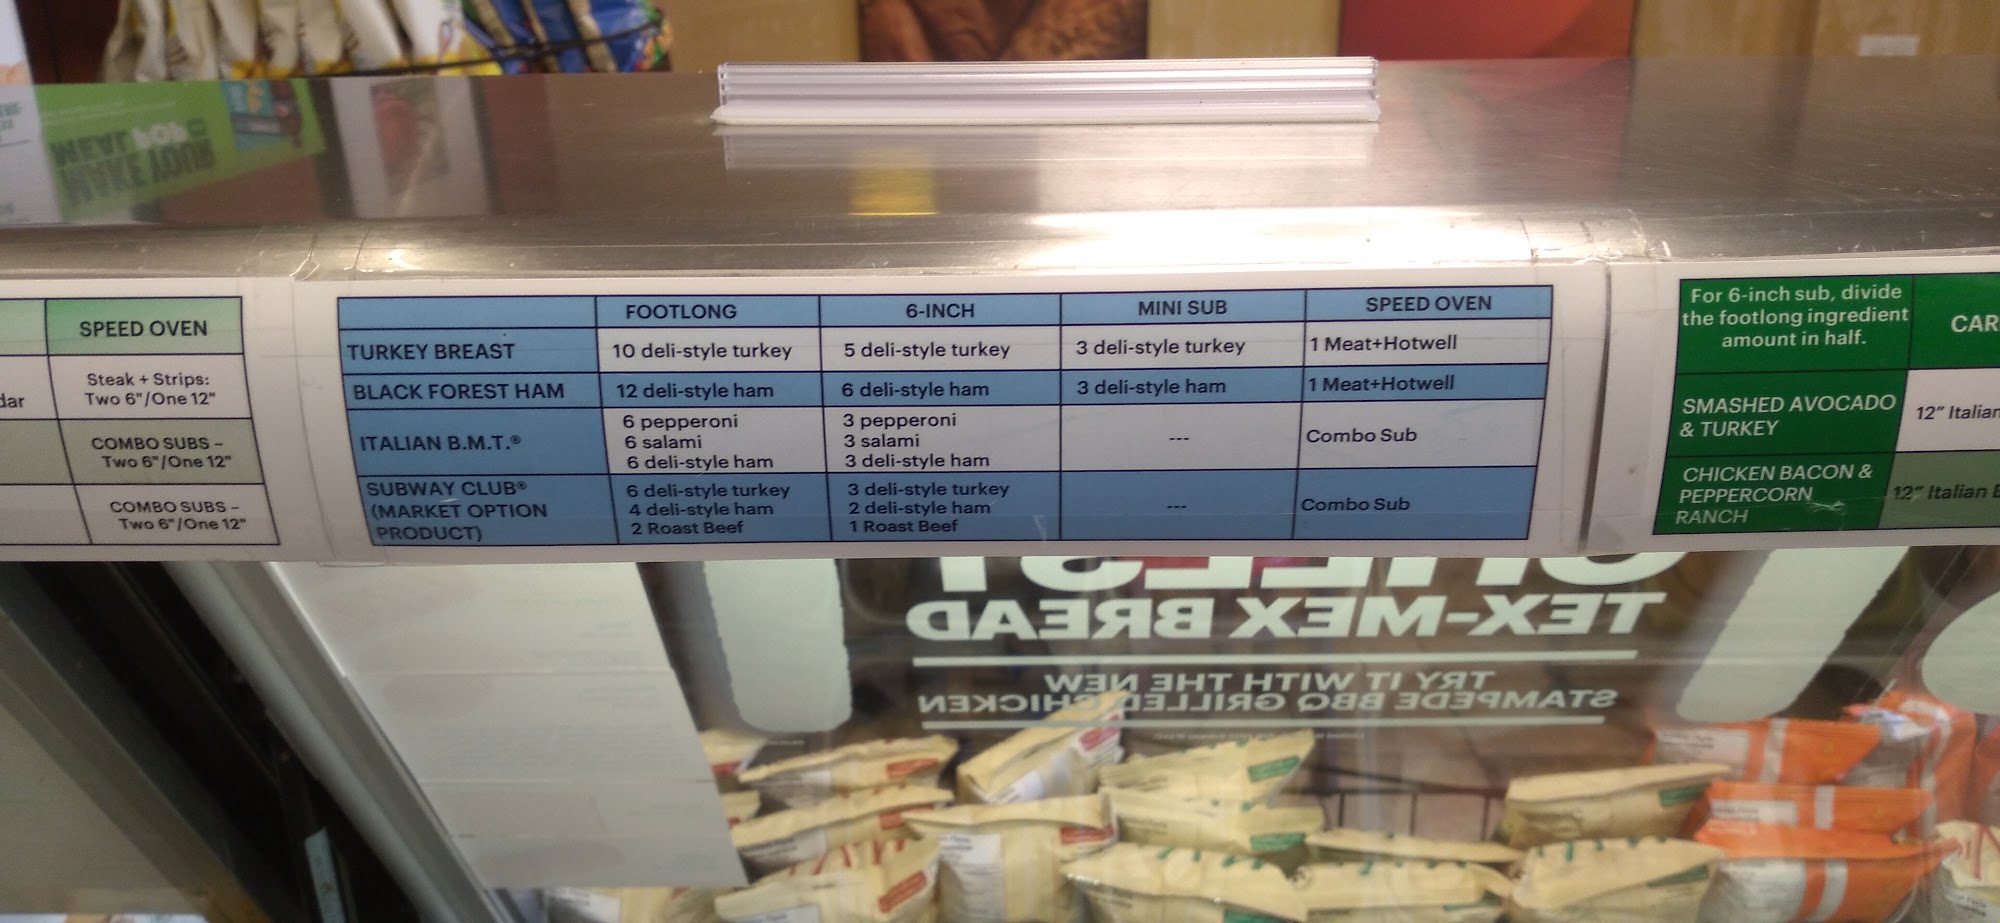 MAKE YOUR
MEAL
SPEED OVEN
dar
Steak + Strips:
Two 6"/One 12"
COMBO SUBS –
Two 6"/One 12"
COMBO SUBS –
Two 6"/One 12"
FOOTLONG 6-INCH MINI SUB SPEED OVEN
TURKEY BREAST 10 deli-style turkey 5 deli-style turkey 3 deli-style turkey 1 Meat+Hotwell
BLACK FOREST HAM 12 deli-style ham 6 deli-style ham 3 deli-style ham 1 Meat+Hotwell
6 pepperoni 3 pepperoni
ITALIAN B.M.T.® 6 salami 3 salami --- Combo Sub
6 deli-style ham 3 deli-style ham
SUBWAY CLUB® 6 deli-style turkey 3 deli-style turkey
(MARKET OPTION 4 deli-style ham 2 deli-style ham --- Combo Sub
PRODUCT) 2 Roast Beef 1 Roast Beef
For 6-inch sub, divide
the footlong ingredient
amount in half.
CAR
SMASHED AVOCADO
& TURKEY
12" Italian
CHICKEN BACON &
PEPPERCORN
RANCH
12" Italian
TEX-MEX BREAD
TRY IT WITH THE NEW
STAMPEDE BBQ GRILLED CHICKEN